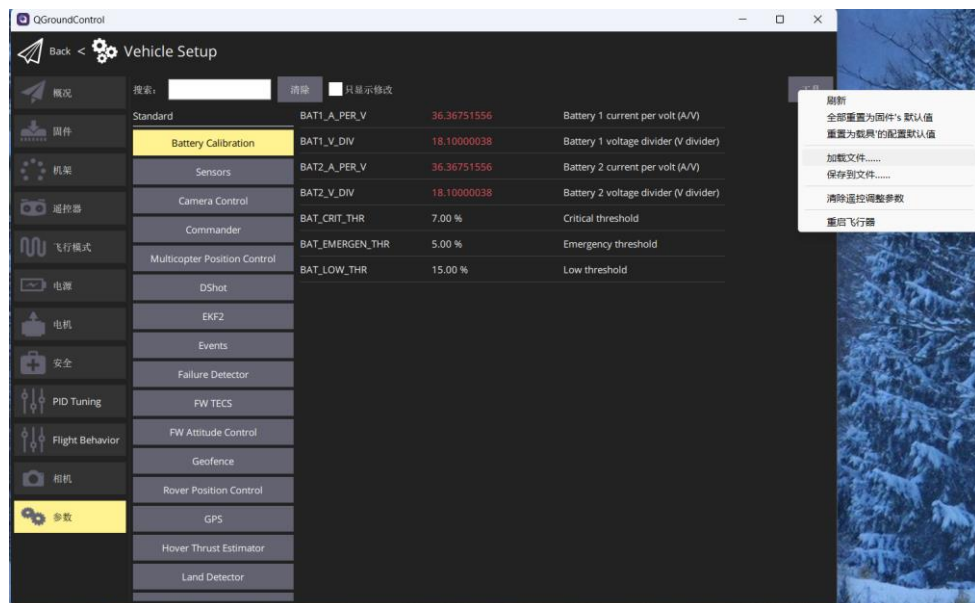 QGroundControl
Back < Vehicle Setup
概况
固件
机架
遥控器
飞行模式
电源
电机
安全
PID Tuning
Flight Behavior
相机
参数
搜索: 清除 只显示修改
Standard
Battery Calibration
Sensors
Camera Control
Commander
Multicopter Position Control
DShot
EKF2
Events
Failure Detector
FW TECS
FW Attitude Control
Geofence
Rover Position Control
GPS
Hover Thrust Estimator
Land Detector
BAT1_A_PER_V 36.36751556 Battery 1 current per volt (A/V)
BAT1_V_DIV 18.10000038 Battery 1 voltage divider (V divider)
BAT2_A_PER_V 36.36751556 Battery 2 current per volt (A/V)
BAT2_V_DIV 18.10000038 Battery 2 voltage divider (V divider)
BAT_CRIT_THR 7.00 % Critical threshold
BAT_EMERGEN_THR 5.00 % Emergency threshold
BAT_LOW_THR 15.00 % Low threshold
刷新
全部重置为固件's 默认值
重置为载具'的配置默认值
加载文件......
保存到文件......
清除遥控调整参数
重启飞行器